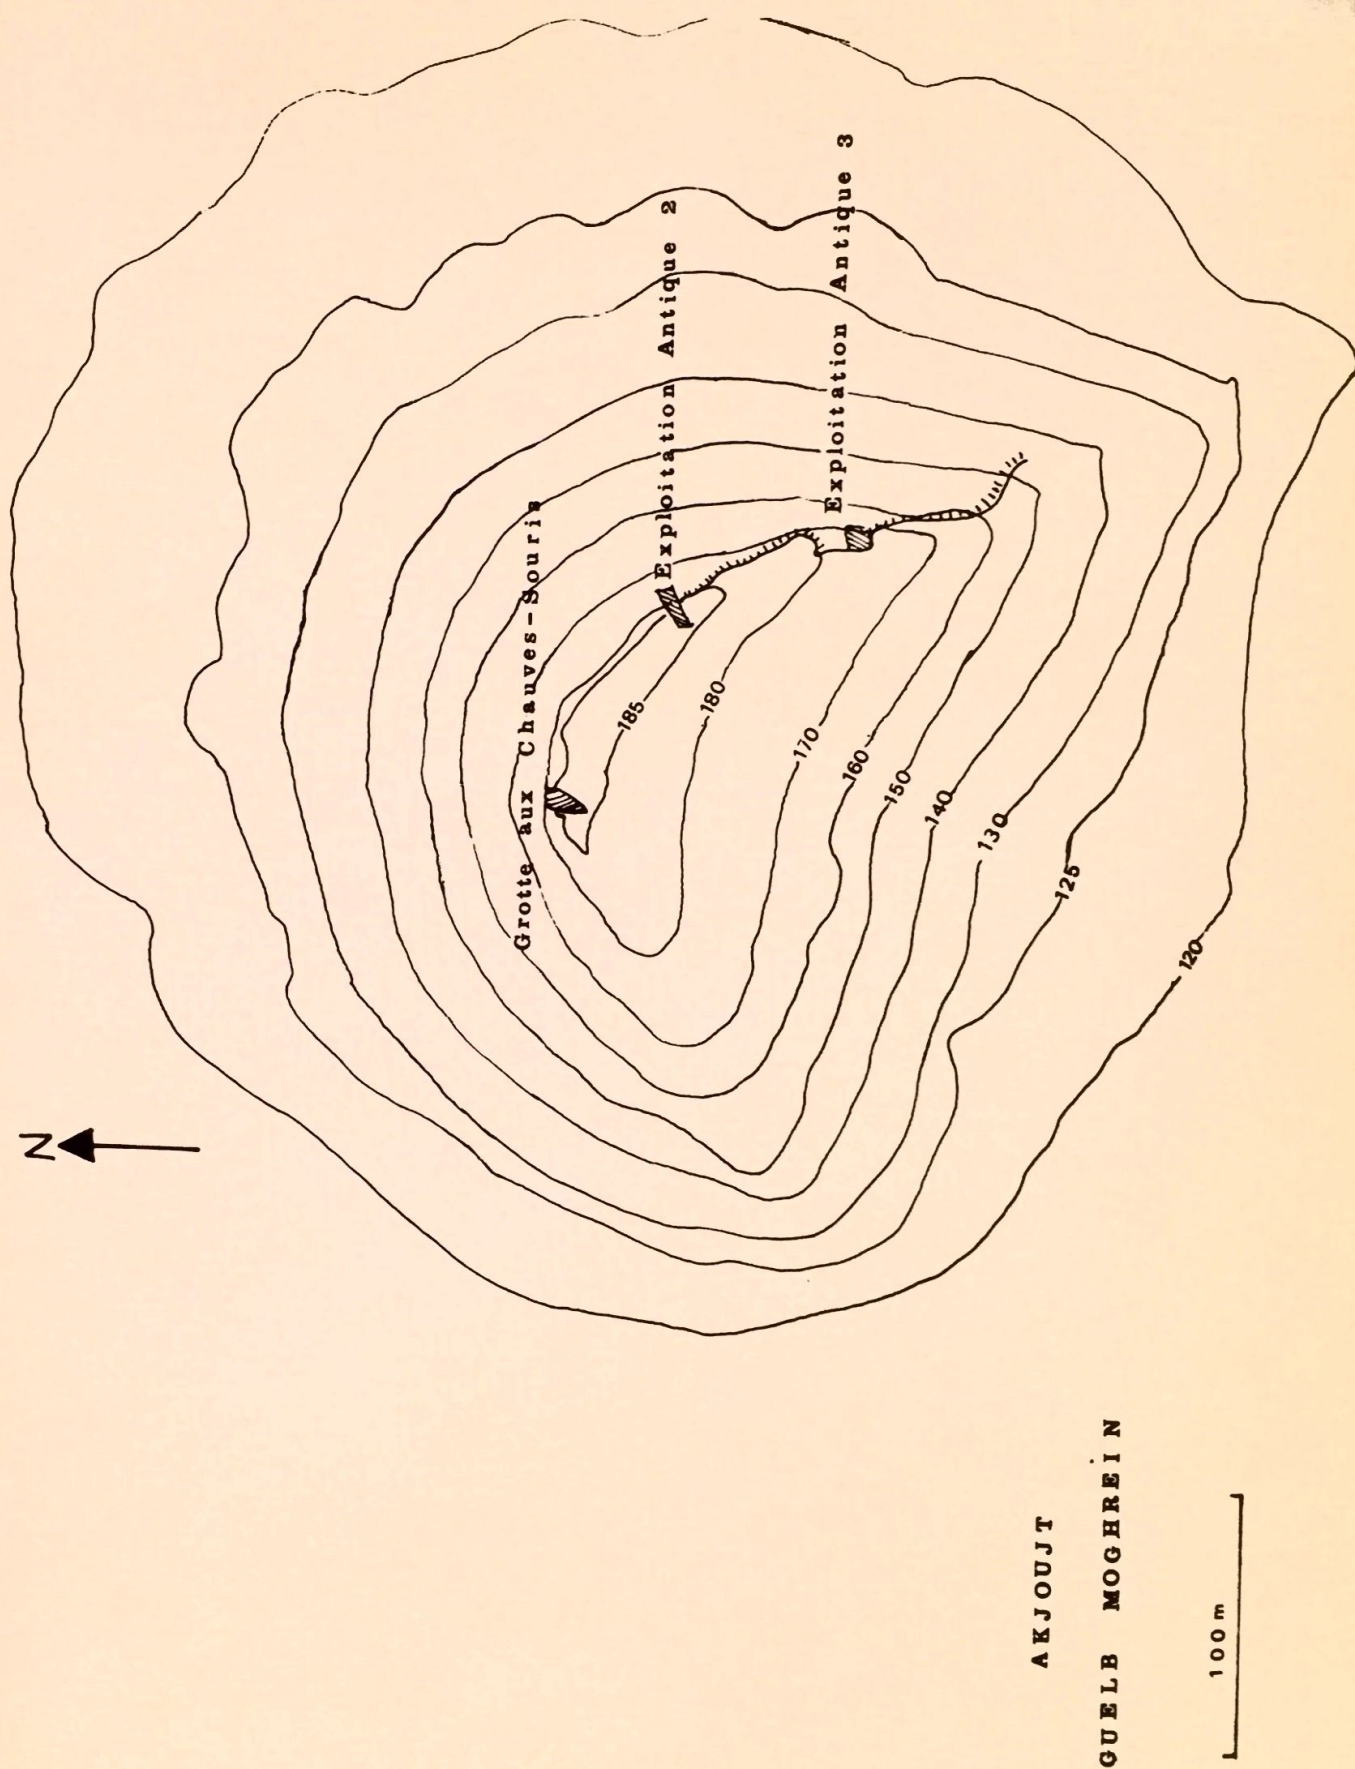 N
Grotte aux Chauves-Souris
Exploitation Antique 2
Exploitation Antique 3
185
180
170
160
150
140
130
125
120
AKJOUJT
GUELB MOGHREIN
100m